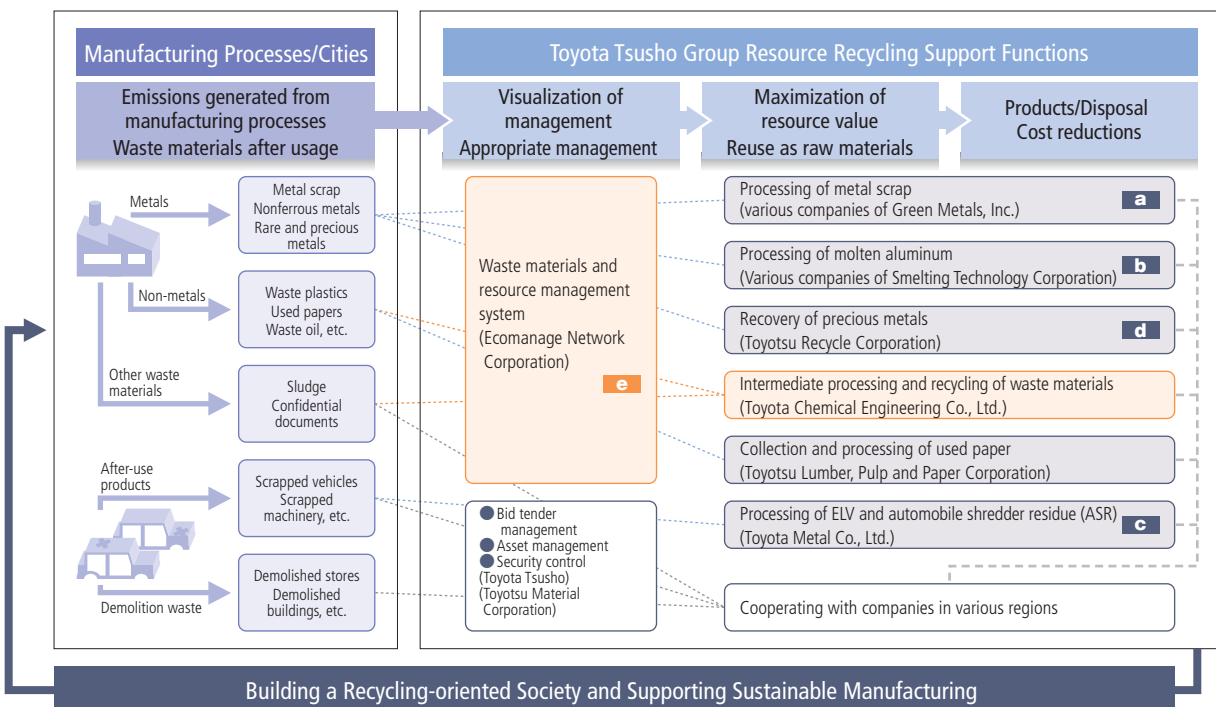 Manufacturing Processes/Cities
Emissions generated from
manufacturing processes
Waste materials after usage
Metals
Metal scrap
Nonferrous metals
Rare and precious
metals
Non-metals
Waste plastics
Used papers
Waste oil, etc.
Other waste
materials
Sludge
Confidential
documents
After-use
products
Scrapped vehicles
Scrapped
machinery, etc.
Demolition waste
Demolished stores
Demolished
buildings, etc.
Toyota Tsusho Group Resource Recycling Support Functions
Visualization of
management
Appropriate management
Maximization of
resource value
Reuse as raw materials
Products/Disposal
Cost reductions
Waste materials and
resource management
system
(Ecomanage Network
Corporation)
e
●Bid tender
management
●Asset management
●Security control
(Toyota Tsusho)
(Toyotsu Material
Corporation)
Processing of metal scrap
(various companies of Green Metals, Inc.)
a
Processing of molten aluminum
(Various companies of Smelting Technology Corporation)
b
Recovery of precious metals
(Toyotsu Recycle Corporation)
d
Intermediate processing and recycling of waste materials
(Toyota Chemical Engineering Co., Ltd.)
Collection and processing of used paper
(Toyotsu Lumber, Pulp and Paper Corporation)
Processing of ELV and automobile shredder residue (ASR)
(Toyota Metal Co., Ltd.)
c
Cooperating with companies in various regions
Building a Recycling-oriented Society and Supporting Sustainable Manufacturing